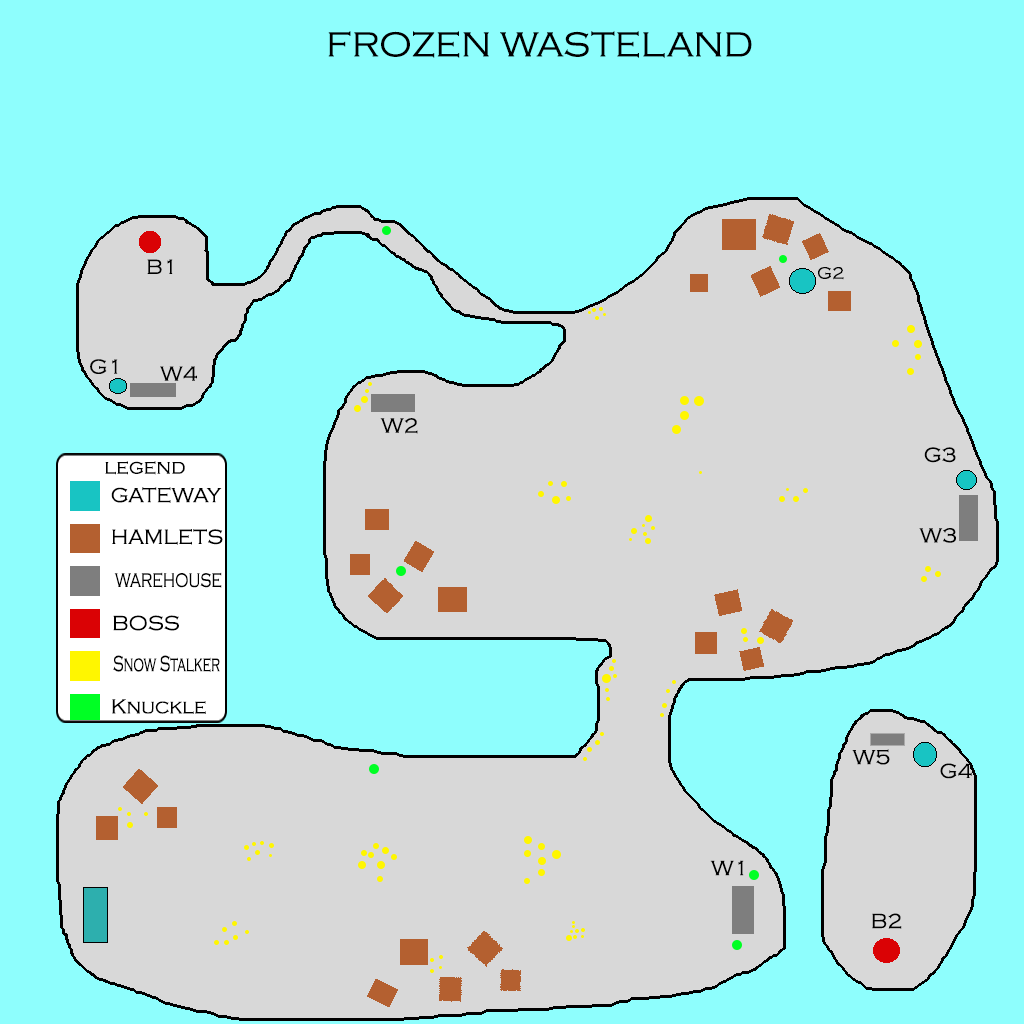 FROZEN WASTELAND
B1
G2
G1
W4
W2
G3
LEGEND
GATEWAY
HAMLETS
WAREHOUSE
BOSS
SNOW STALKER
KNUCKLE
W3
W5
G4
W1
B2